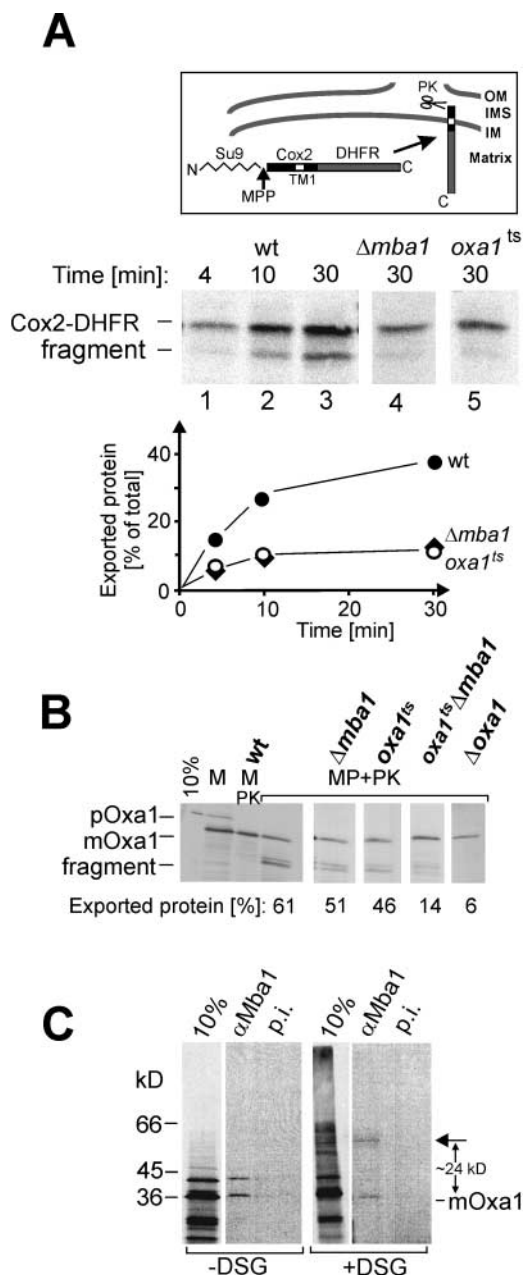 A
PK
OM
IMS
IM
Matrix
Su9
Cox2
DHFR
N
C
TM1
MPP
C
wt Δmba1 oxa1ts
Time [min]: 4 10 30 30 30
Cox2-DHFR
fragment
1 2 3 4 5
Exported protein
[% of total]
40
20
0
wt
Δmba1
oxa1ts
0 10 20 30
Time [min]
B
wt Δmba1 oxa1ts oxa1tsΔmba1 Δoxa1
10% M M PK MP+PK
pOxa1
mOxa1
fragment
Exported protein [%]: 61 51 46 14 6
C
10% αMba1 p.i. 10% αMba1 p.i.
kD
66
45
36
~24 kD
mOxa1
-DSG +DSG